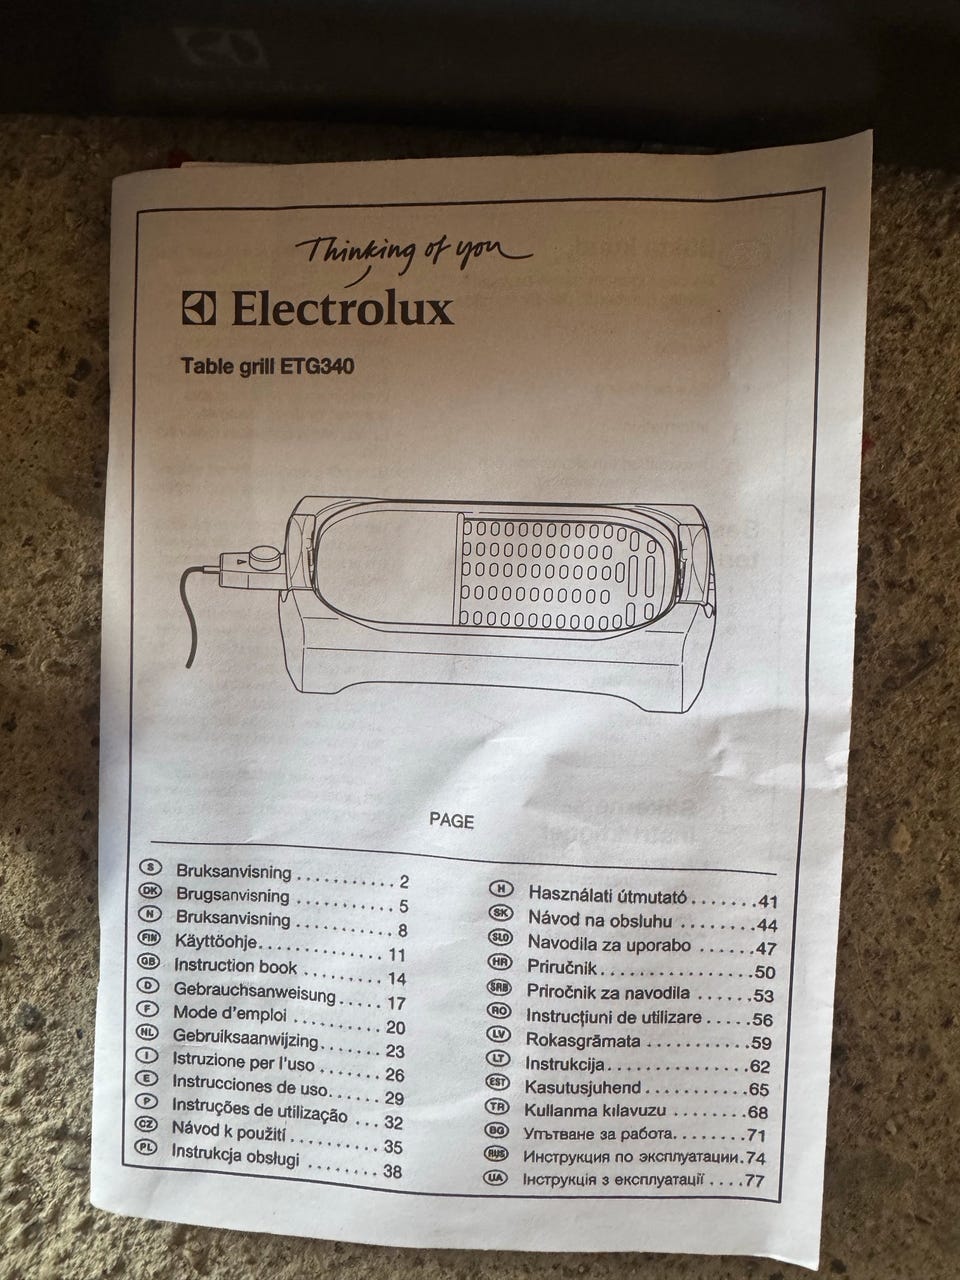 Thinking of you
Electrolux
Table grill ETG340
PAGE
S Bruksanvisning ........... 2
DK Brugsanvisning ........... 5
N Bruksanvisning ........... 8
FIN Käyttöohje............. 11
GB Instruction book ........ 14
D Gebrauchsanweisung..... 17
F Mode d'emploi .......... 20
NL Gebruiksaanwijzing....... 23
I Istruzione per l'uso ....... 26
E Instrucciones de uso...... 29
P Instruções de utilização ... 32
CZ Návod k použití .......... 35
PL Instrukcja obsługi ........ 38
H Használati útmutató.......41
SK Návod na obsluhu ........44
SLO Navodila za uporabo ......47
HR Priručnik................50
SRB Priročnik za navodila ......53
RO Instrucţiuni de utilizare .....56
LV Rokasgrāmata ...........59
LT Instrukcija...............62
EST Kasutusjuhend ...........65
TR Kullanma kılavuzu ........68
BG Упътване за работа........71
RUS Инструкция по эксплуатации.74
UA Інструкція з експлуатації ....77